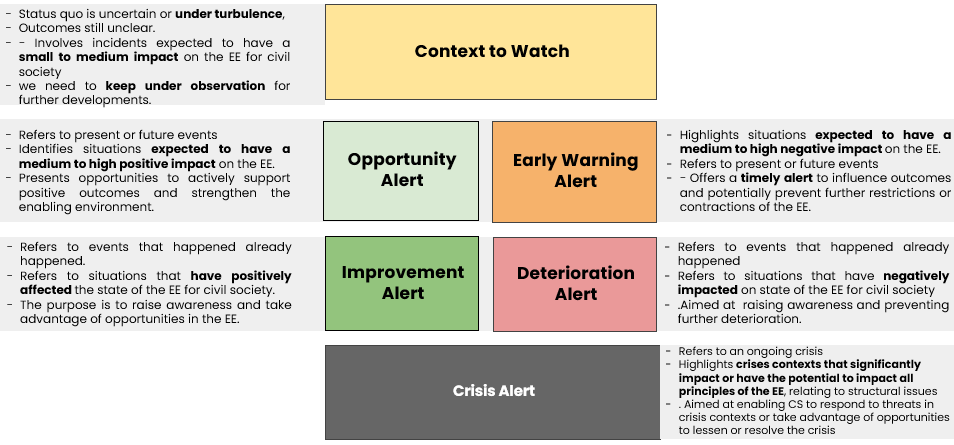 - Status quo is uncertain or under turbulence,
- Outcomes still unclear.
- - Involves incidents expected to have a
small to medium impact on the EE for civil
society
- we need to keep under observation for
further developments.
Context to Watch
- Refers to present or future events
- Identifies situations expected to have a
medium to high positive impact on the EE.
- Presents opportunities to actively support
positive outcomes and strengthen the
enabling environment.
Opportunity
Alert
Early Warning
Alert
- Highlights situations expected to have a
medium to high negative impact on the EE.
- Refers to present or future events
- - Offers a timely alert to influence outcomes
and potentially prevent further restrictions or
contractions of the EE.
- Refers to events that happened already
happened.
- Refers to situations that have positively
affected the state of the EE for civil society.
- The purpose is to raise awareness and take
advantage of opportunities in the EE.
Improvement
Alert
Deterioration
Alert
- Refers to events that happened already
happened
- Refers to situations that have negatively
impacted on state of the EE for civil society
- .Aimed at raising awareness and preventing
further deterioration.
Crisis Alert
- Refers to an ongoing crisis
- Highlights crises contexts that significantly
impact or have the potential to impact all
principles of the EE, relating to structural issues
- . Aimed at enabling CS to respond to threats in
crisis contexts or take advantage of opportunities
to lessen or resolve the crisis